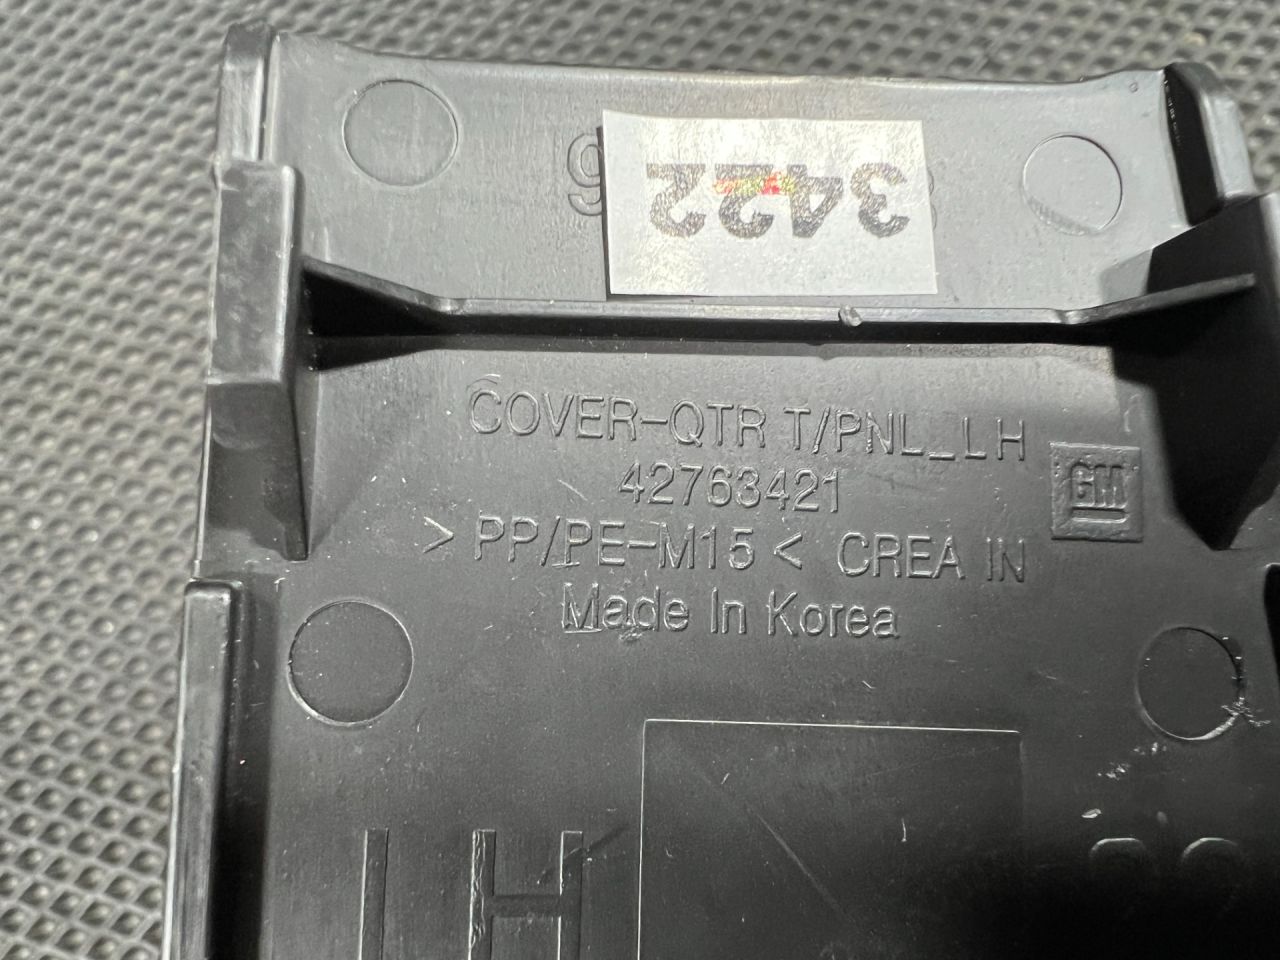 3422
COVER-QTR T/PNL_LH
42763421
GM
> PP/PE-M15 < CREA IN
Made In Korea
LH